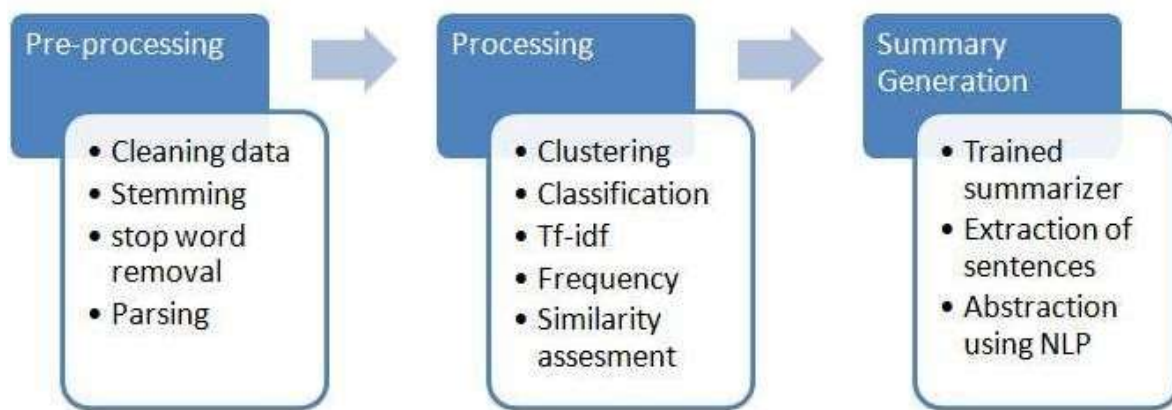 Pre-processing
• Cleaning data
• Stemming
• stop word
removal
• Parsing
Processing
• Clustering
• Classification
• Tf-idf
• Frequency
• Similarity
assesment
Summary
Generation
• Trained
summarizer
• Extraction of
sentences
• Abstraction
using NLP